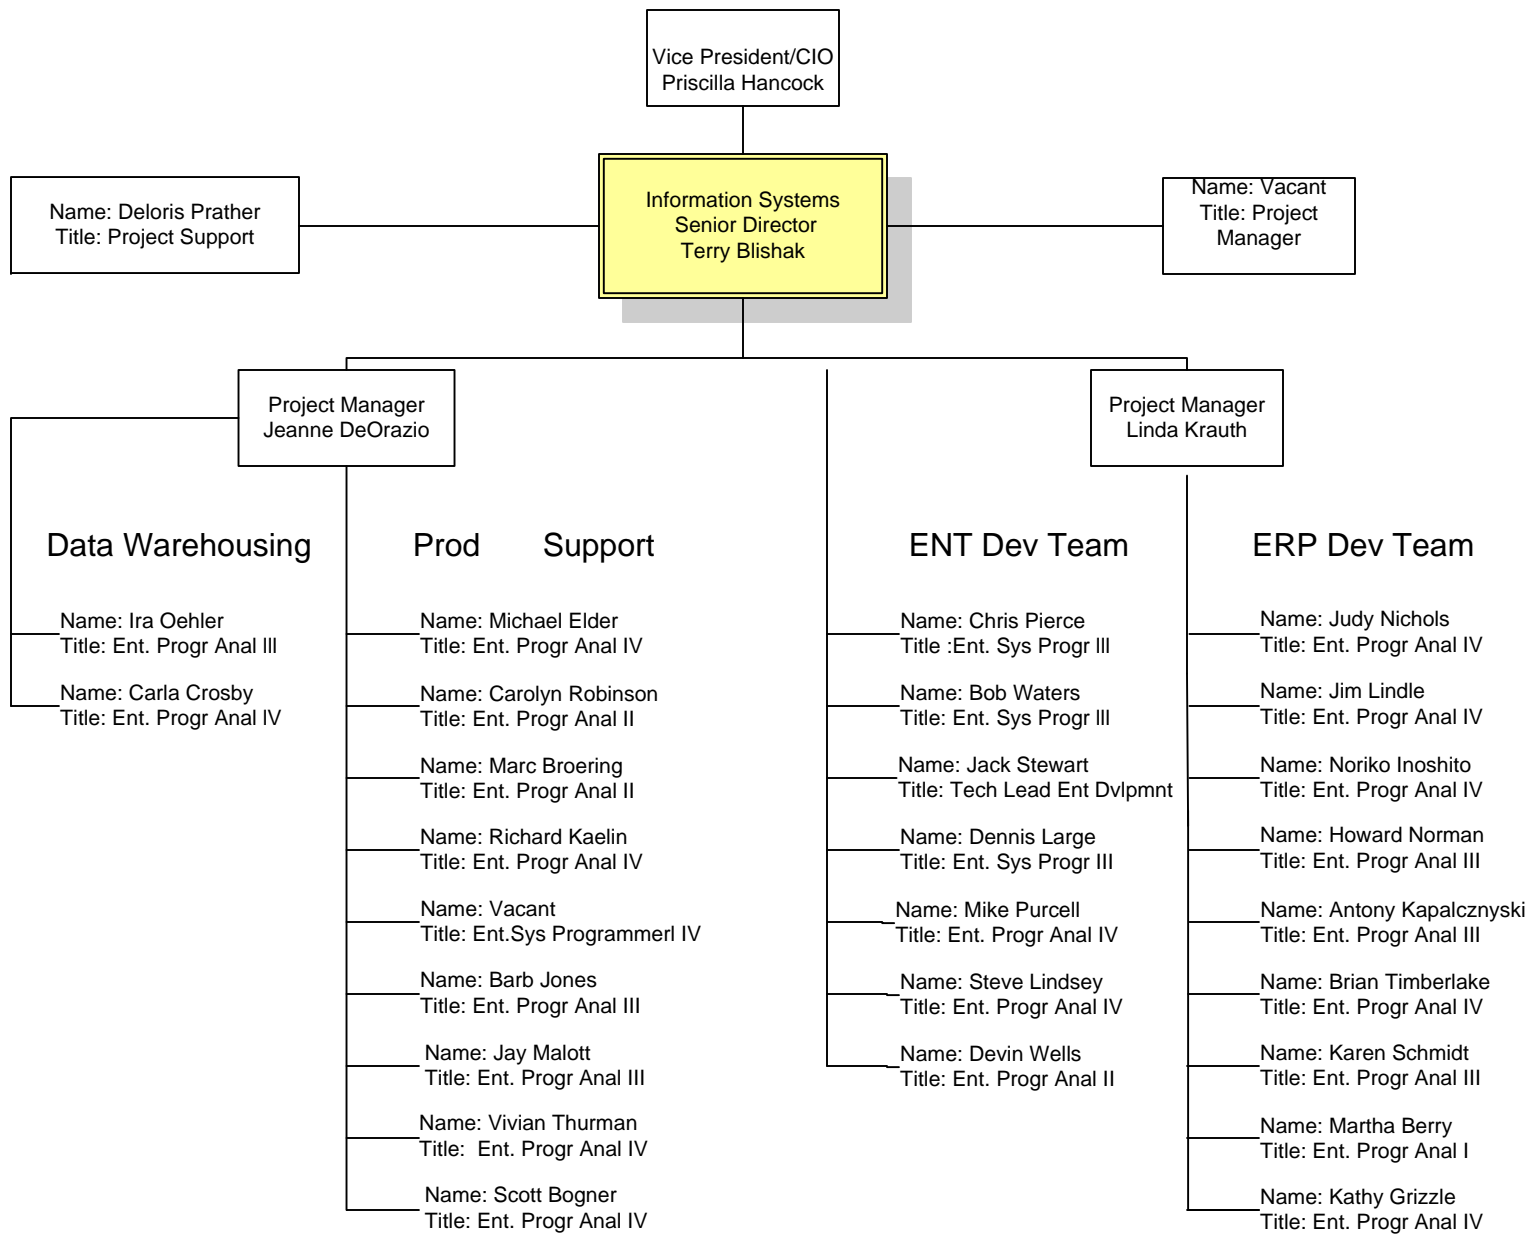 Vice President/CIO
Priscilla Hancock
Name: Deloris Prather
Title: Project Support
Information Systems
Senior Director
Terry Blishak
Name: Vacant
Title: Project
Manager
Project Manager
Jeanne DeOrazio
Project Manager
Linda Krauth
Data Warehousing
Name: Ira Oehler
Title: Ent. Progr Anal III
Name: Carla Crosby
Title: Ent. Progr Anal IV
Prod Support
Name: Michael Elder
Title: Ent. Progr Anal IV
Name: Carolyn Robinson
Title: Ent. Progr Anal II
Name: Marc Broering
Title: Ent. Progr Anal II
Name: Richard Kaelin
Title: Ent. Progr Anal IV
Name: Vacant
Title: Ent.Sys Programmerl IV
Name: Barb Jones
Title: Ent. Progr Anal III
Name: Jay Malott
Title: Ent. Progr Anal III
Name: Vivian Thurman
Title: Ent. Progr Anal IV
Name: Scott Bogner
Title: Ent. Progr Anal IV
ENT Dev Team
Name: Chris Pierce
Title :Ent. Sys Progr III
Name: Bob Waters
Title: Ent. Sys Progr III
Name: Jack Stewart
Title: Tech Lead Ent Dvlpmnt
Name: Dennis Large
Title: Ent. Sys Progr III
Name: Mike Purcell
Title: Ent. Progr Anal IV
Name: Steve Lindsey
Title: Ent. Progr Anal IV
Name: Devin Wells
Title: Ent. Progr Anal II
ERP Dev Team
Name: Judy Nichols
Title: Ent. Progr Anal IV
Name: Jim Lindle
Title: Ent. Progr Anal IV
Name: Noriko Inoshito
Title: Ent. Progr Anal IV
Name: Howard Norman
Title: Ent. Progr Anal III
Name: Antony Kapalcznyski
Title: Ent. Progr Anal III
Name: Brian Timberlake
Title: Ent. Progr Anal IV
Name: Karen Schmidt
Title: Ent. Progr Anal III
Name: Martha Berry
Title: Ent. Progr Anal I
Name: Kathy Grizzle
Title: Ent. Progr Anal IV